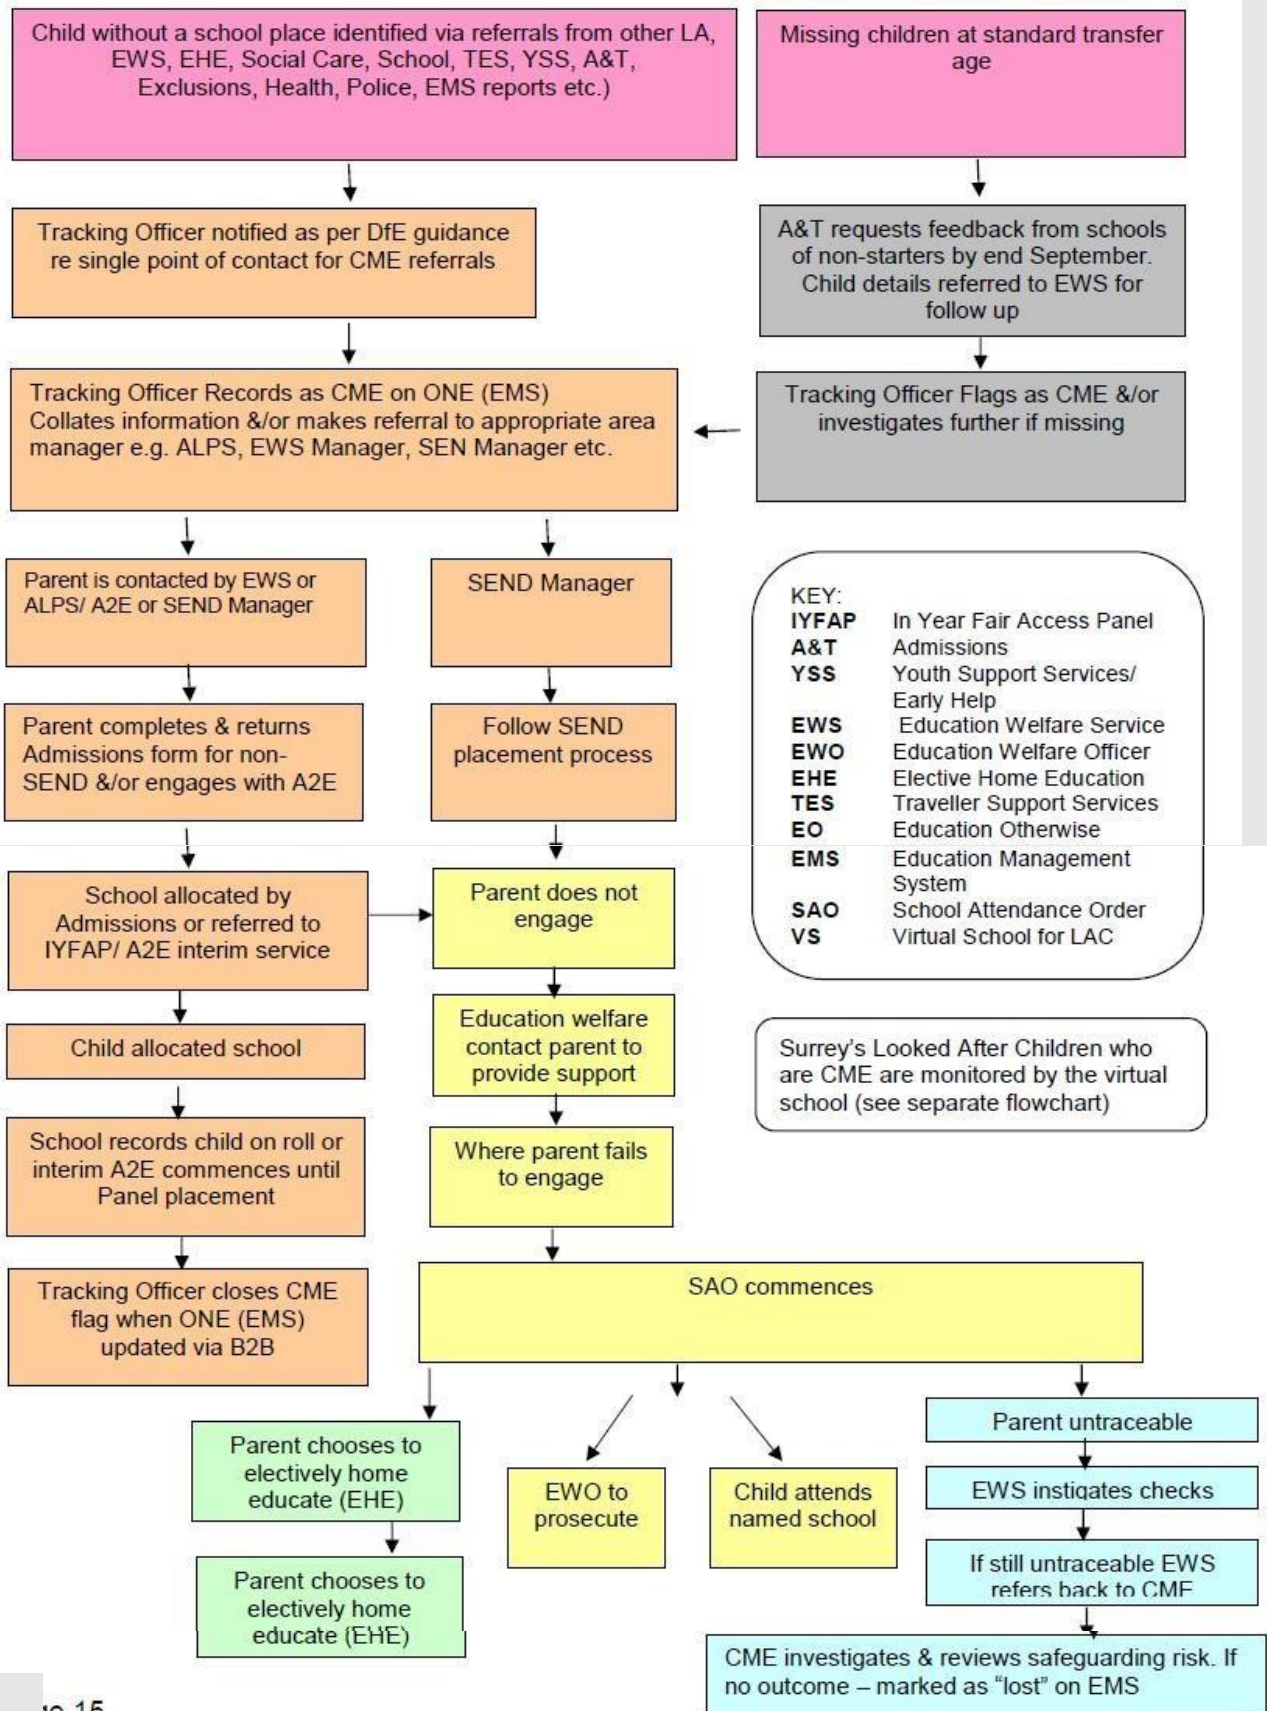 Child without a school place identified via referrals from other LA,
EWS, EHE, Social Care, School, TES, YSS, A&T,
Exclusions, Health, Police, EMS reports etc.)
Missing children at standard transfer
age
Tracking Officer notified as per DfE guidance
re single point of contact for CME referrals
A&T requests feedback from schools
of non-starters by end September.
Child details referred to EWS for
follow up
Tracking Officer Records as CME on ONE (EMS)
Collates information &/or makes referral to appropriate area
manager e.g. ALPS, EWS Manager, SEN Manager etc.
Tracking Officer Flags as CME &/or
investigates further if missing
Parent is contacted by EWS or
ALPS/ A2E or SEND Manager
SEND Manager
Parent completes & returns
Admissions form for non-
SEND &/or engages with A2E
Follow SEND
placement process
KEY:
IYFAP In Year Fair Access Panel
A&T Admissions
YSS Youth Support Services/
Early Help
EWS Education Welfare Service
EWO Education Welfare Officer
EHE Elective Home Education
TES Traveller Support Services
EO Education Otherwise
EMS Education Management
System
SAO School Attendance Order
VS Virtual School for LAC
School allocated by
Admissions or referred to
IYFAP/ A2E interim service
Parent does not
engage
Child allocated school
Education welfare
contact parent to
provide support
Surrey's Looked After Children who
are CME are monitored by the virtual
school (see separate flowchart)
School records child on roll or
interim A2E commences until
Panel placement
Where parent fails
to engage
Tracking Officer closes CME
flag when ONE (EMS)
updated via B2B
SAO commences
Parent chooses to
electively home
educate (EHE)
EWO to
prosecute
Child attends
named school
Parent untraceable
EWS instigates checks
If still untraceable EWS
refers back to CME
Parent chooses to
electively home
educate (EHE)
CME investigates & reviews safeguarding risk. If
no outcome – marked as "lost" on EMS
15